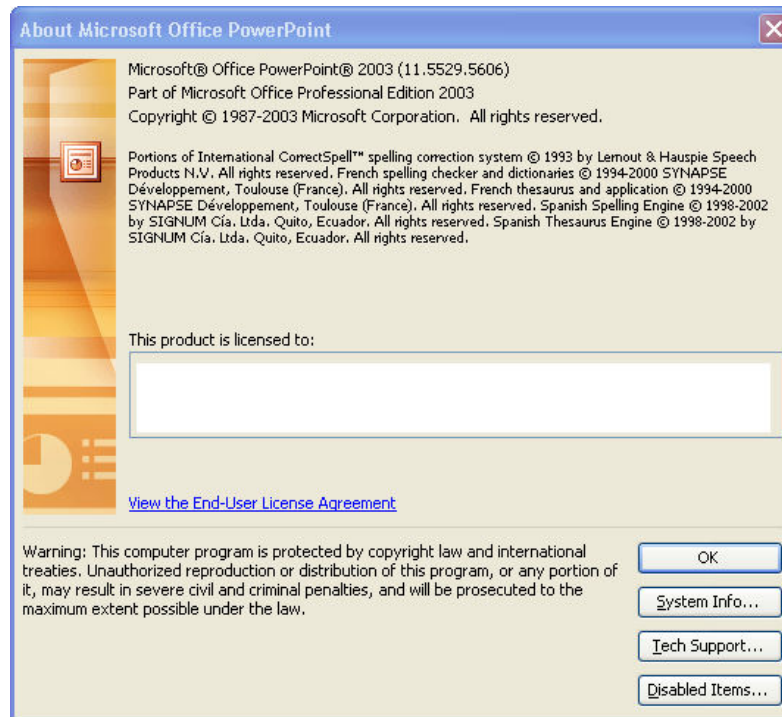 About Microsoft Office PowerPoint
Microsoft® Office PowerPoint® 2003 (11.5529.5606)
Part of Microsoft Office Professional Edition 2003
Copyright © 1987-2003 Microsoft Corporation.  All rights reserved.
Portions of International CorrectSpell™ spelling correction system © 1993 by Lernout & Hauspie Speech
Products N.V. All rights reserved. French spelling checker and dictionaries © 1994-2000 SYNAPSE
Développement, Toulouse (France). All rights reserved. French thesaurus and application © 1994-2000
SYNAPSE Développement, Toulouse (France). All rights reserved. Spanish Spelling Engine © 1998-2002
by SIGNUM Cía. Ltda. Quito, Ecuador. All rights reserved. Spanish Thesaurus Engine © 1998-2002 by
SIGNUM Cía. Ltda. Quito, Ecuador. All rights reserved.
This product is licensed to:
View the End-User License Agreement
Warning: This computer program is protected by copyright law and international
treaties. Unauthorized reproduction or distribution of this program, or any portion of
it, may result in severe civil and criminal penalties, and will be prosecuted to the
maximum extent possible under the law.
OK
System Info...
Tech Support...
Disabled Items...